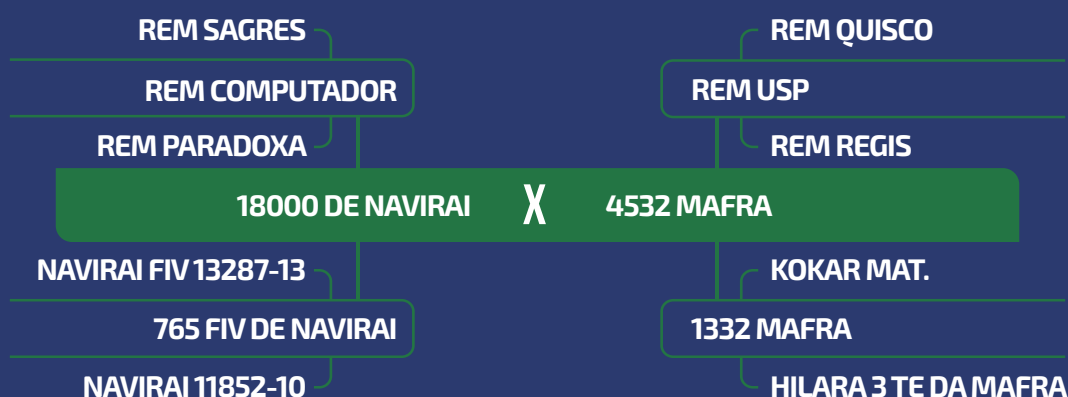 REM SAGRES
REM COMPUTADOR
REM PARADOXA
REM QUISCO
REM USP
REM REGIS
18000 DE NAVIRAI X 4532 MAFRA
NAVIRAI FIV 13287-13
765 FIV DE NAVIRAI
NAVIRAI 11852-10
KOKAR MAT.
1332 MAFRA
HILARA 3 TE DA MAFRA